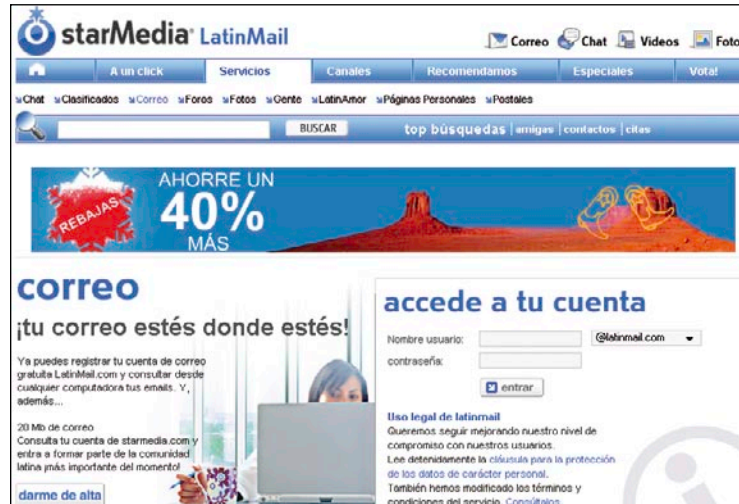 starMedia LatinMail
Correo Chat Videos Foto
A un click Servicios Canales Recomendamos Especiales Vota!
Chat Clasificados Correo Foros Fotos Gente LatinAmor Páginas Personales Postales
BUSCAR top búsquedas | amigas | contactos | citas
REBAJAS
AHORRE UN
40%
MÁS
correo
¡tu correo estés donde estés!
Ya puedes registrar tu cuenta de correo
gratuita LatinMail.com y consultar desde
cualquier computadora tus emails. Y,
además...
20 Mb de correo
Consulta tu cuenta de starmedia.com y
entra a formar parte de la comunidad
latina ¡más importante del momento!
darme de alta
accede a tu cuenta
Nombre usuario: @latinmail.com
contraseña:
entrar
Uso legal de latinmail
Queremos seguir mejorando nuestro nivel de
compromiso con nuestros usuarios.
Lee detenidamente la cláusula para la protección
de los datos de carácter personal.
También hemos modificado los términos y
condiciones del servicio. Consúltalos